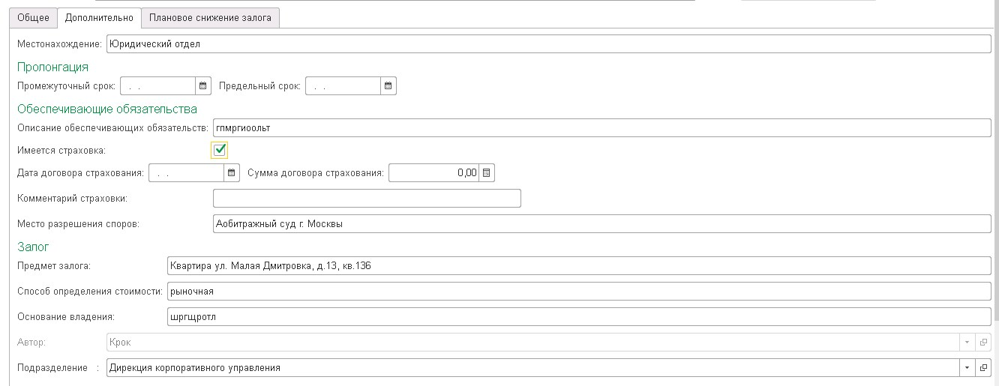 Общее Дополнительно Плановое снижение залога
Местонахождение: Юридический отдел
Пролонгация
Промежуточный срок: . . Предельный срок: . .
Обеспечивающие обязательства
Описание обеспечивающих обязательств: гпмргиоольт
Имеется страховка:
Дата договора страхования: . . Сумма договора страхования: 0,00
Комментарий страховки:
Место разрешения споров: Аобитражный суд г. Москвы
Залог
Предмет залога: Квартира ул. Малая Дмитровка, д.13, кв.136
Способ определения стоимости: рыночная
Основание владения: шргщротл
Автор: Крок
Подразделение : Дирекция корпоративного управления